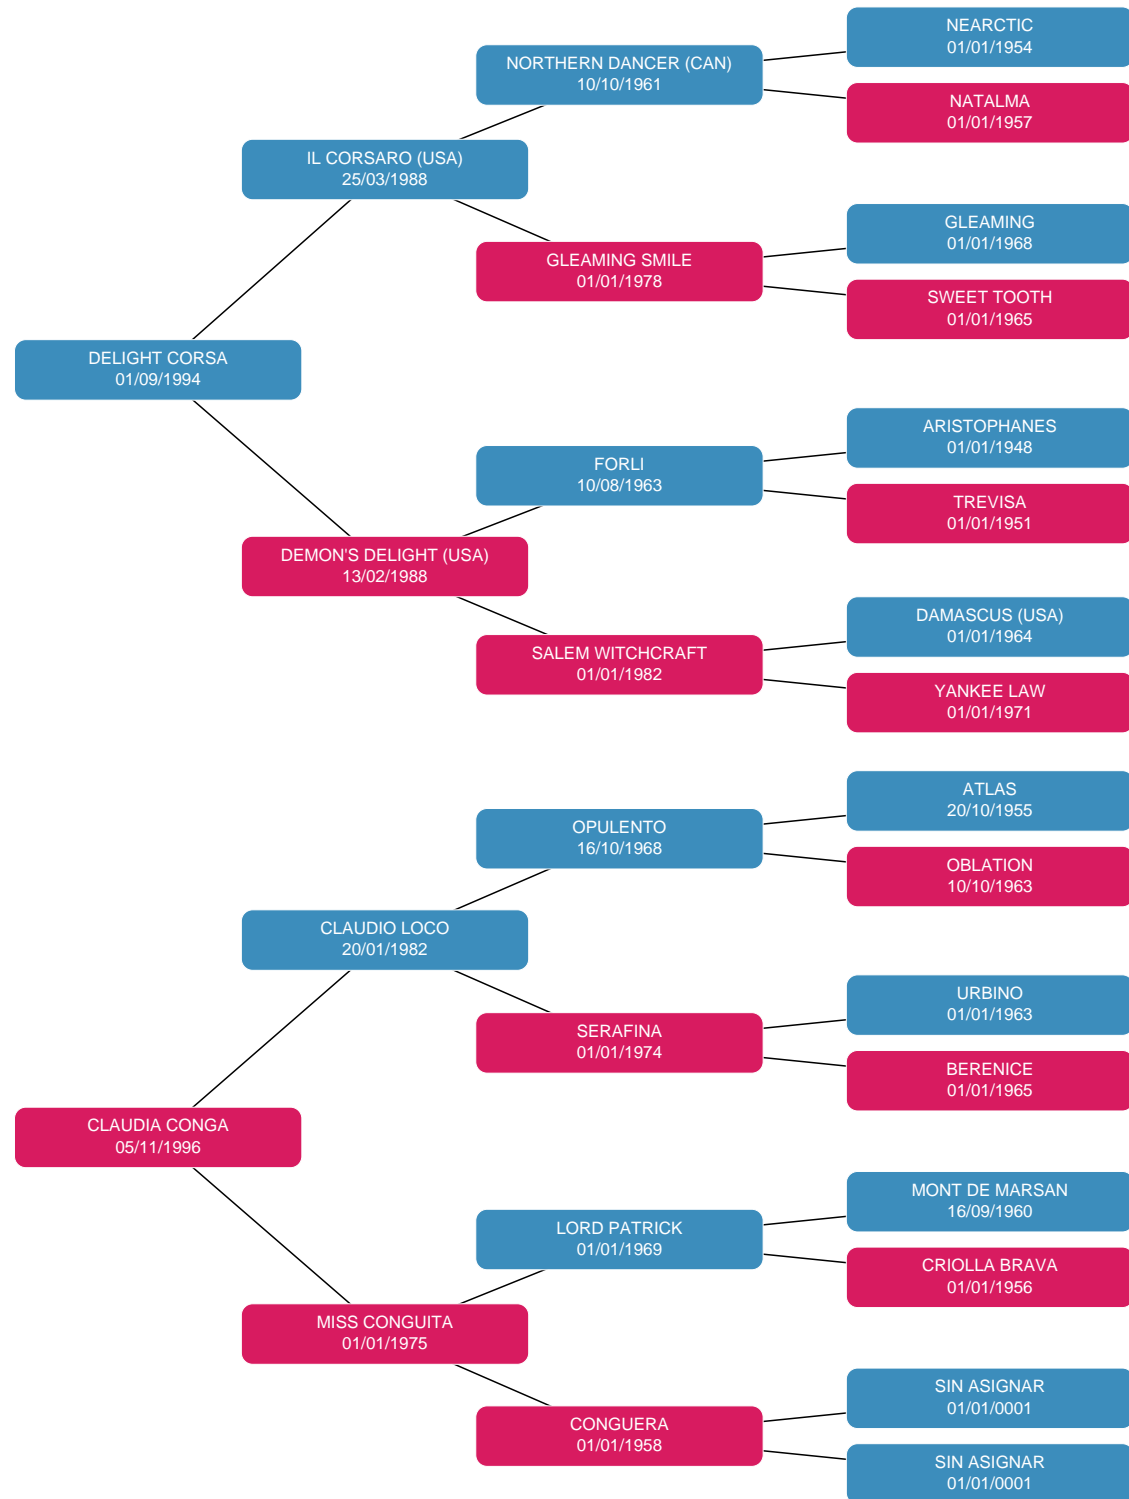 NEARCTIC
01/01/1954
NORTHERN DANCER (CAN)
10/10/1961
NATALMA
01/01/1957
IL CORSARO (USA)
25/03/1988
GLEAMING
01/01/1968
GLEAMING SMILE
01/01/1978
SWEET TOOTH
01/01/1965
DELIGHT CORSA
01/09/1994
ARISTOPHANES
01/01/1948
FORLI
10/08/1963
TREVISA
01/01/1951
DEMON'S DELIGHT (USA)
13/02/1988
DAMASCUS (USA)
01/01/1964
SALEM WITCHCRAFT
01/01/1982
YANKEE LAW
01/01/1971
ATLAS
20/10/1955
OPULENTO
16/10/1968
OBLATION
10/10/1963
CLAUDIO LOCO
20/01/1982
URBINO
01/01/1963
SERAFINA
01/01/1974
BERENICE
01/01/1965
CLAUDIA CONGA
05/11/1996
MONT DE MARSAN
16/09/1960
LORD PATRICK
01/01/1969
CRIOLLA BRAVA
01/01/1956
MISS CONGUITA
01/01/1975
SIN ASIGNAR
01/01/0001
CONGUERA
01/01/1958
SIN ASIGNAR
01/01/0001